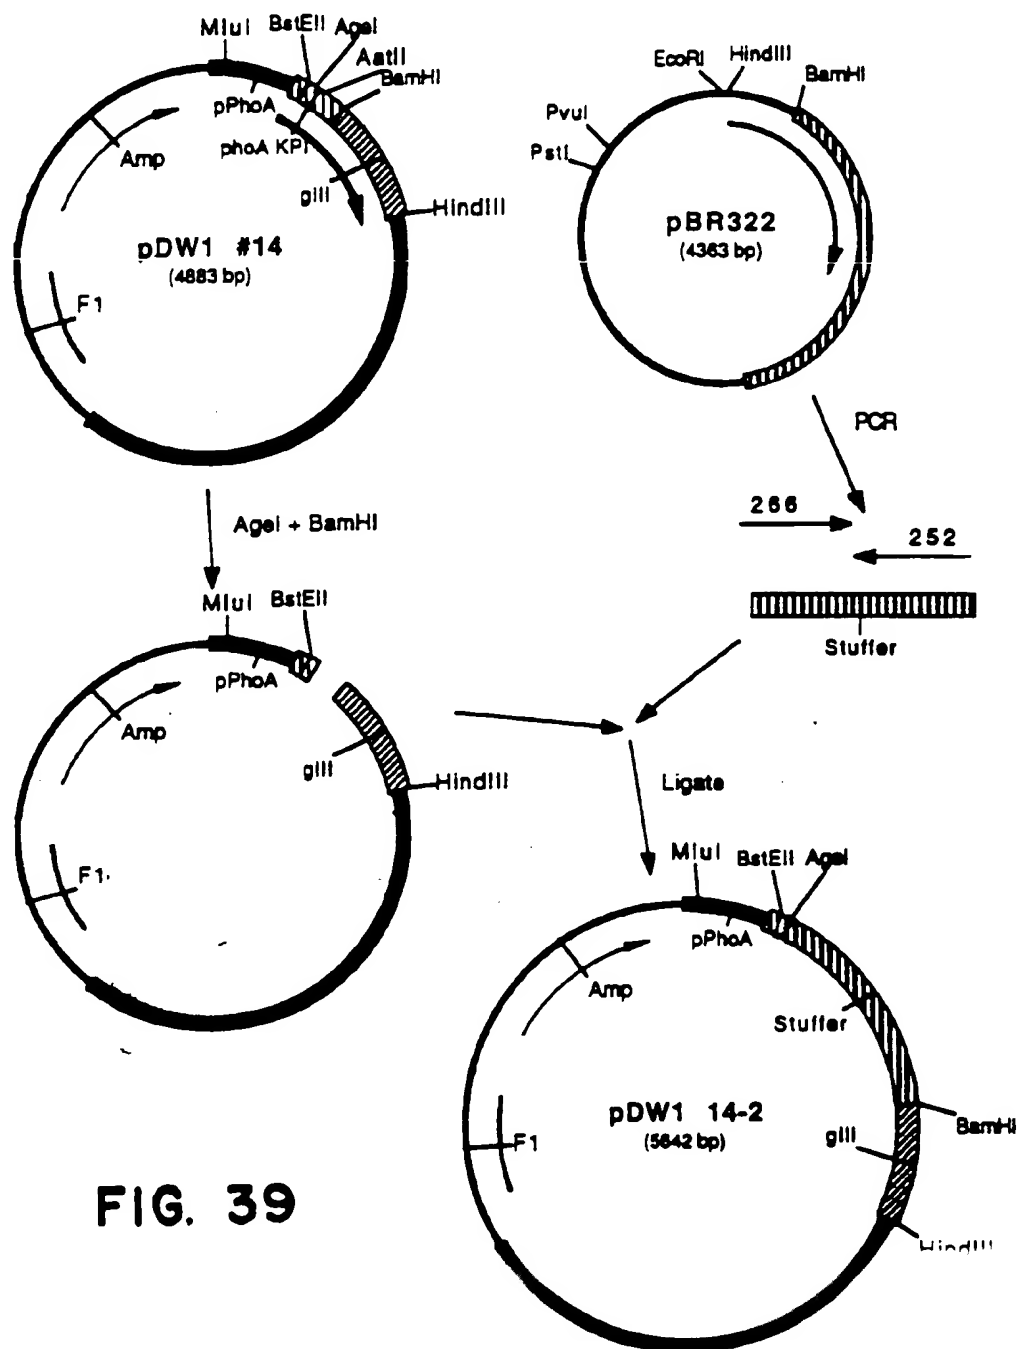 MluI
BstEII
AgeI
AatII
BamHI
pPhoA
phoA KPI
Amp
gIII
HindIII
pDW1 #14
(4883 bp)
F1
EcoRI
HindIII
BamHI
PvuI
PstI
pBR322
(4363 bp)
PCR
AgeI + BamHI
266
252
Stuffer
MluI
BstEII
pPhoA
Amp
gIII
HindIII
F1
Ligate
MluI
BstEII
AgeI
pPhoA
Amp
Stuffer
pDW1 14-2
(5642 bp)
BamHI
gIII
F1
HindIII
FIG. 39